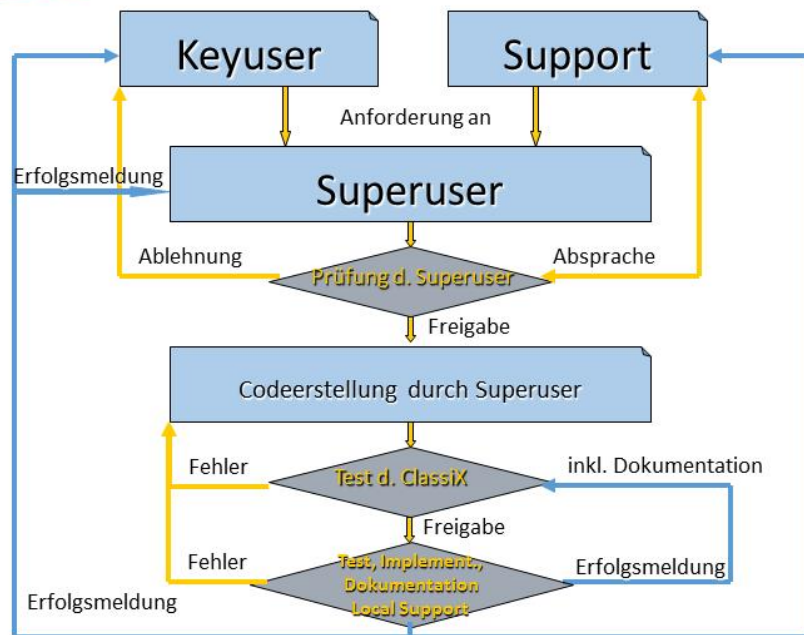 Keyuser
Support
Anforderung an
Erfolgsmeldung
Superuser
Ablehnung
Prüfung d. Superuser
Absprache
Freigabe
Codeerstellung durch Superuser
Fehler
Test d. ClassiX
inkl. Dokumentation
Freigabe
Fehler
Test, Implement.,
Dokumentation
Local Support
Erfolgsmeldung
Erfolgsmeldung